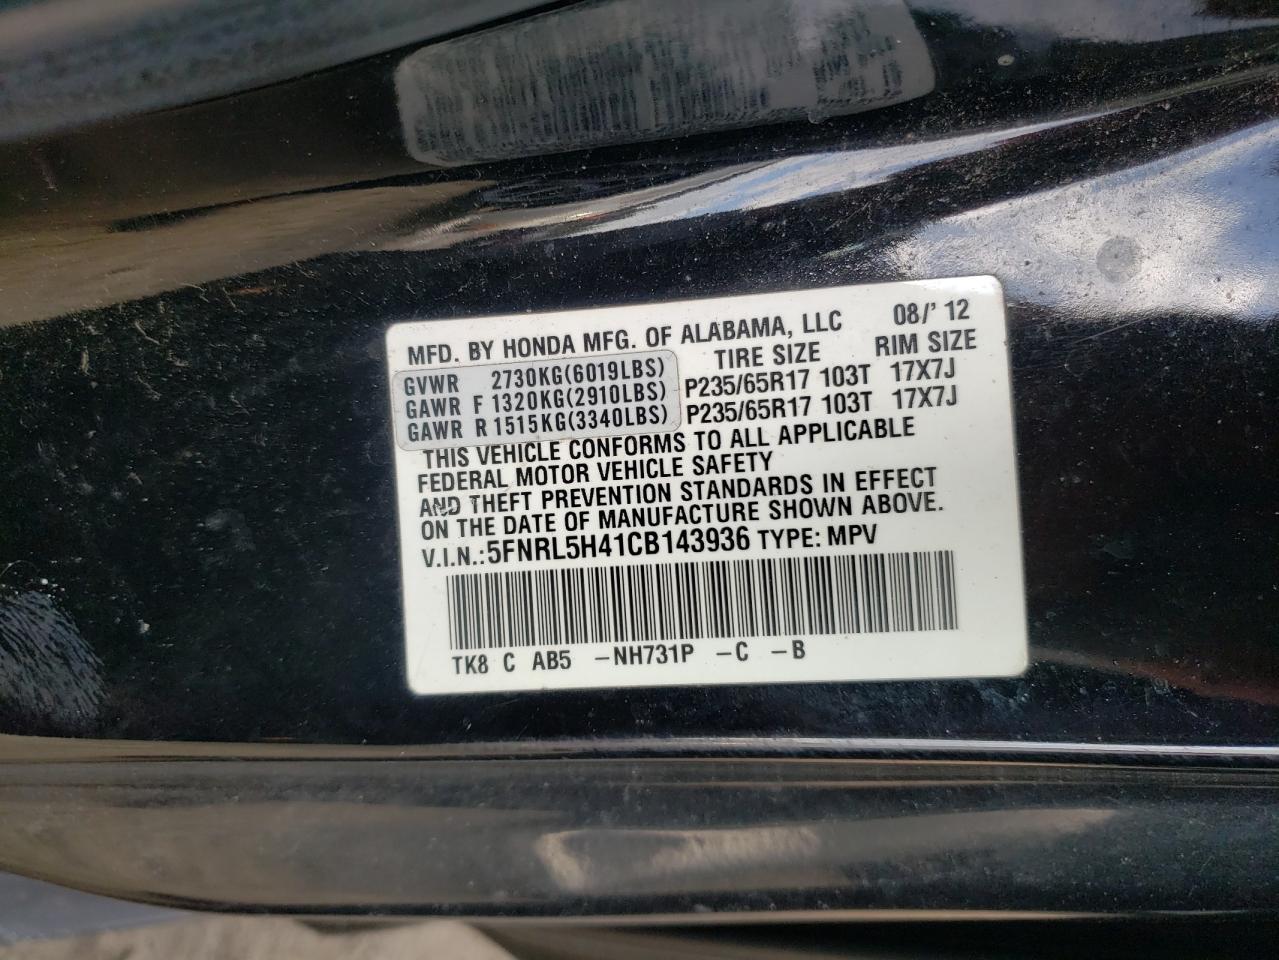 MFD. BY HONDA MFG. OF ALABAMA, LLC 08/' 12
TIRE SIZE RIM SIZE
GVWR 2730KG(6019LBS)
GAWR F 1320KG(2910LBS) P235/65R17 103T 17X7J
GAWR R 1515KG(3340LBS) P235/65R17 103T 17X7J
THIS VEHICLE CONFORMS TO ALL APPLICABLE
FEDERAL MOTOR VEHICLE SAFETY
AND THEFT PREVENTION STANDARDS IN EFFECT
ON THE DATE OF MANUFACTURE SHOWN ABOVE.
V.I.N.: 5FNRL5H41CB143936 TYPE: MPV
TK8 C AB5 -NH731P -C -B